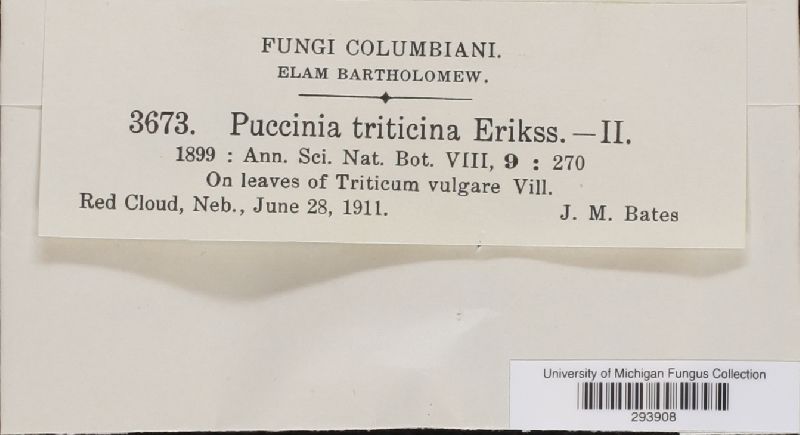 FUNGI COLUMBIANI.
ELAM BARTHOLOMEW.
3673. Puccinia triticina Erikss.—II.
1899 : Ann. Sci. Nat. Bot. VIII, 9 : 270
On leaves of Triticum vulgare Vill.
Red Cloud, Neb., June 28, 1911. J. M. Bates
University of Michigan Fungus Collection
293908